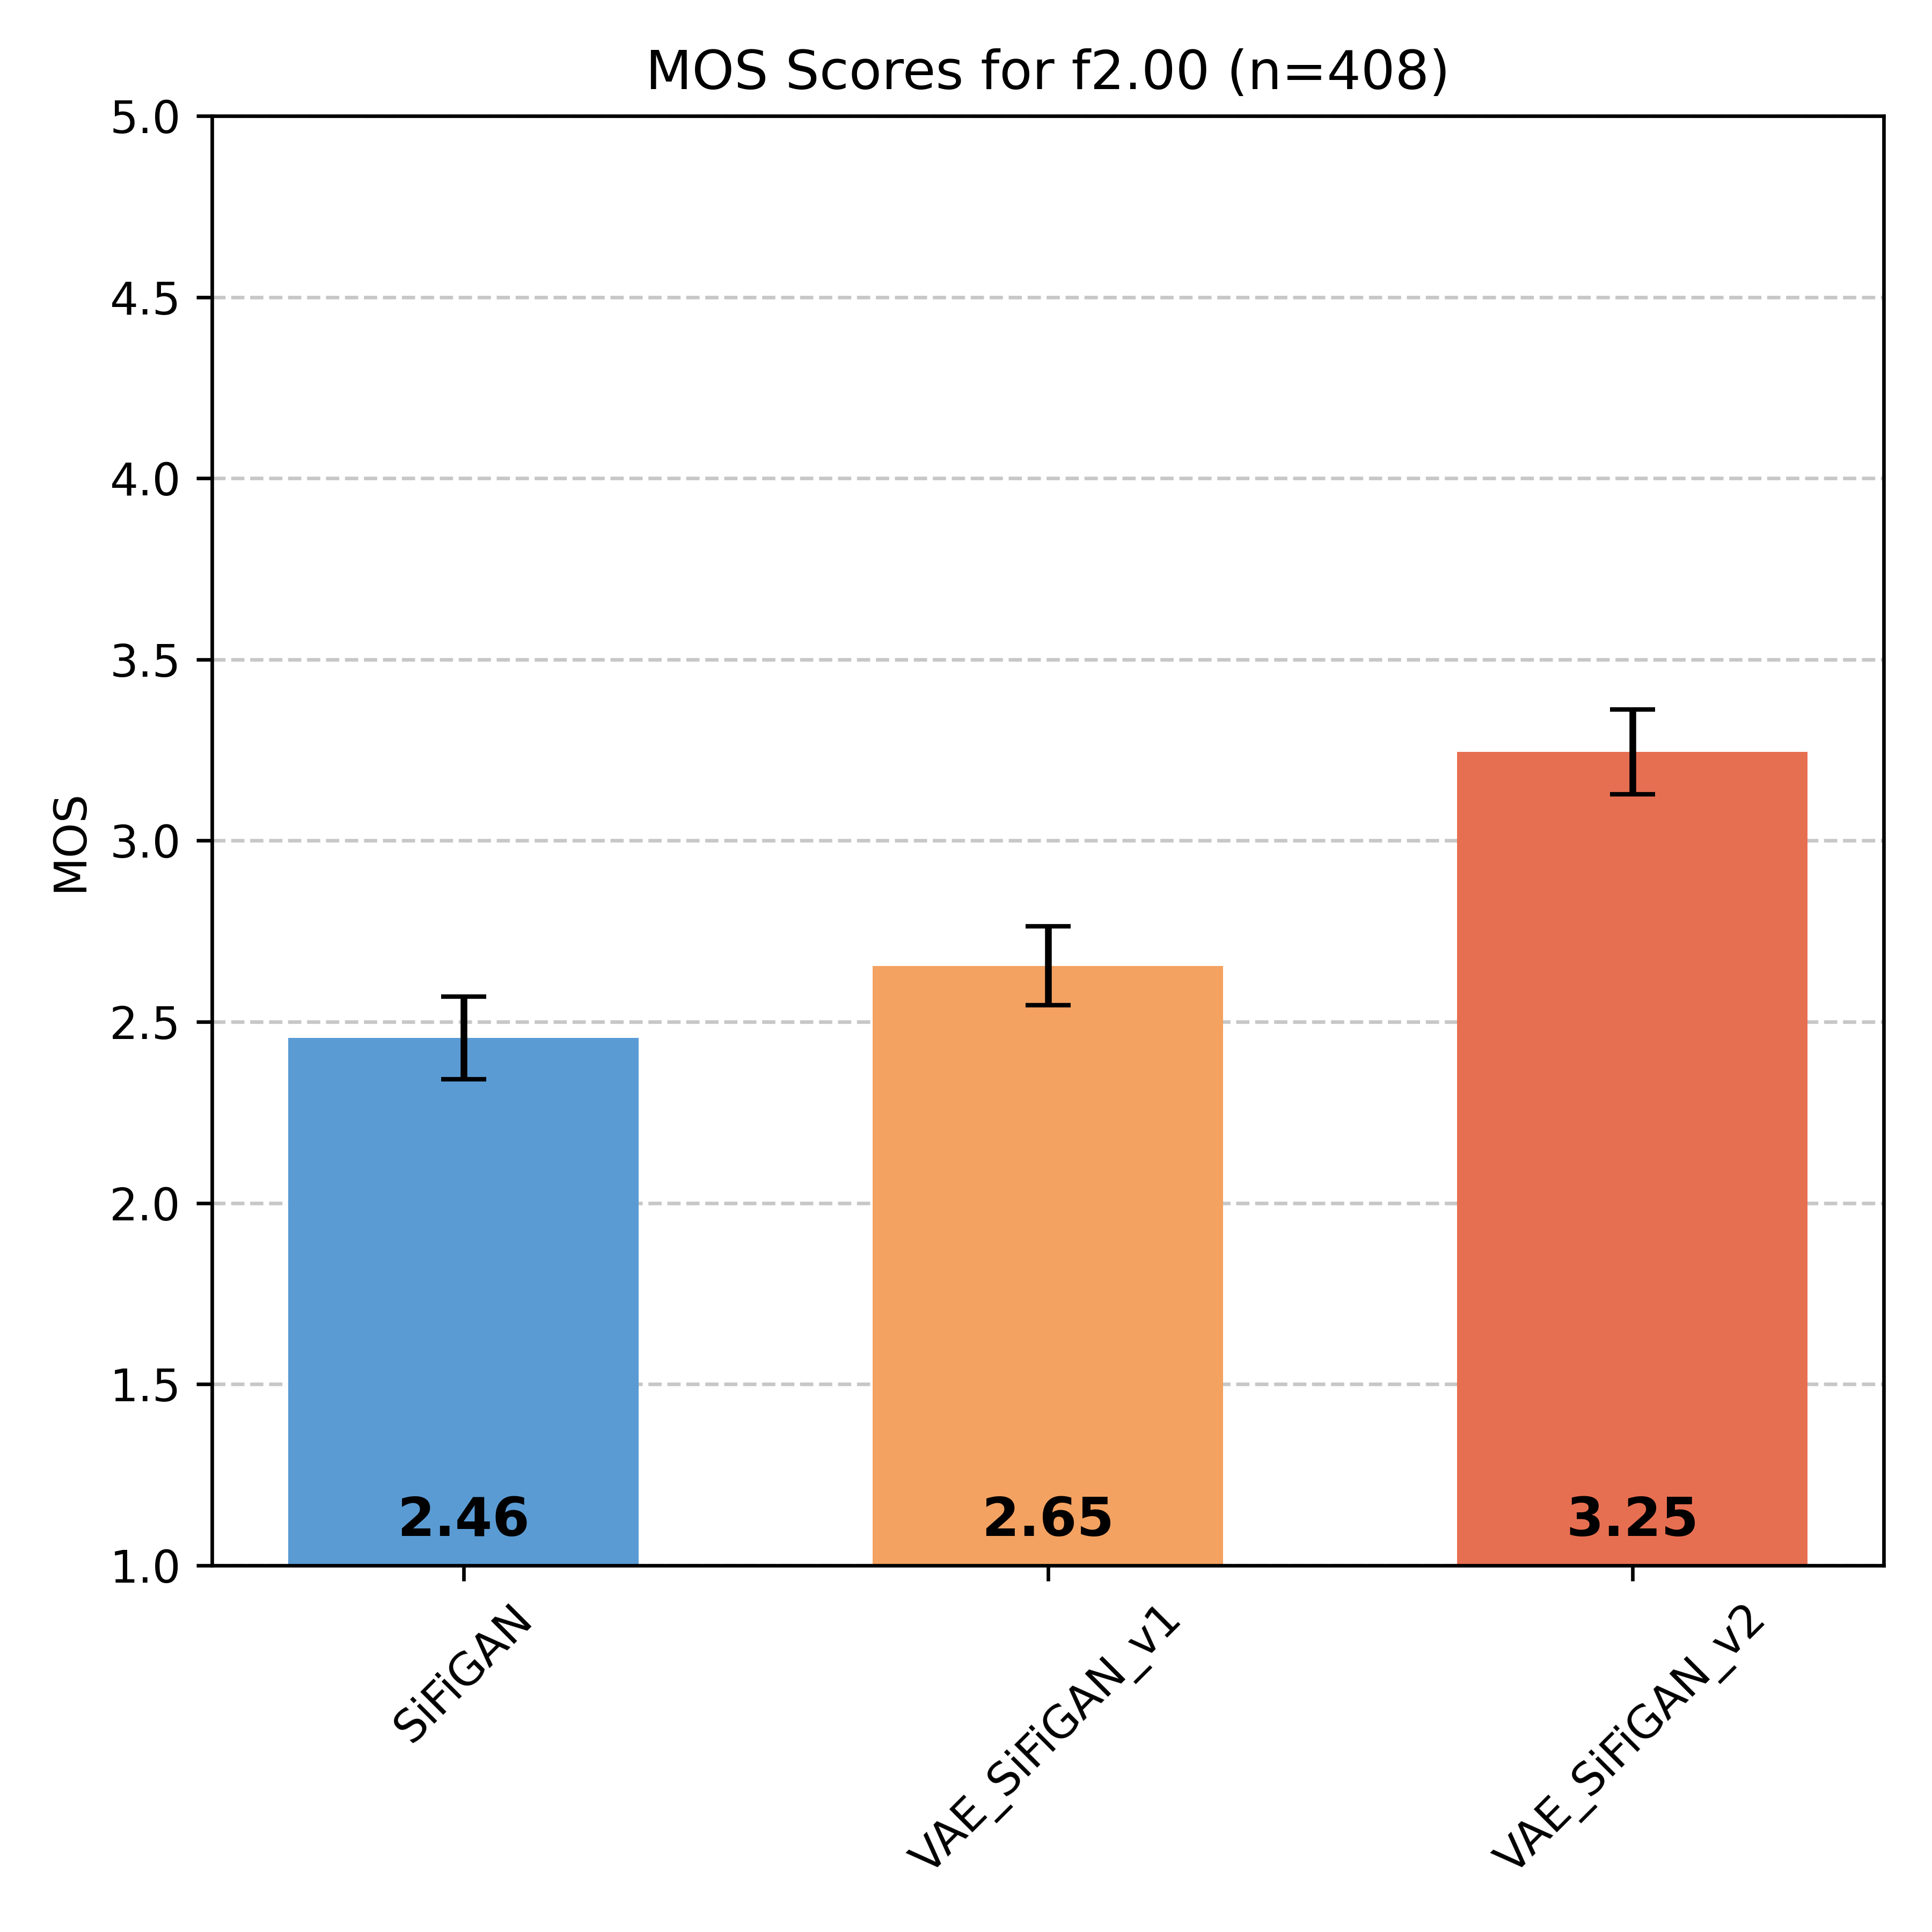 MOS Scores for f2.00 (n=408)
MOS
5.0
4.5
4.0
3.5
3.0
2.5
2.0
1.5
1.0
2.46
2.65
3.25
SiFiGAN
VAE_SiFiGAN_v1
VAE_SiFiGAN_v2